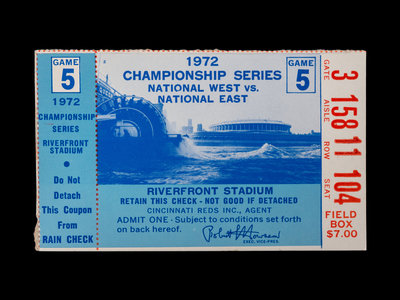 GAME
5
1972
CHAMPIONSHIP
SERIES
RIVERFRONT
STADIUM
Do Not
Detach
This Coupon
From
RAIN CHECK
1972
CHAMPIONSHIP SERIES
NATIONAL WEST vs.
NATIONAL EAST
GAME
5
RIVERFRONT STADIUM
RETAIN THIS CHECK - NOT GOOD IF DETACHED
CINCINNATI REDS INC., AGENT
ADMIT ONE - Subject to conditions set forth
on back hereof.
EXEC. VICE-PRES.
GATE 3
AISLE 158
ROW 11
SEAT 104
FIELD
BOX
$7.00